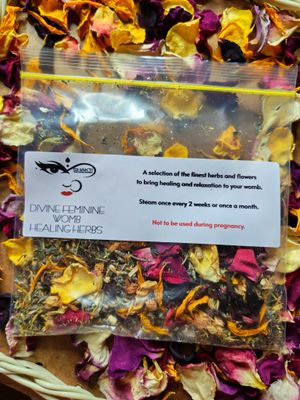 A selection of the finest herbs and flowers
to bring healing and relaxation to your womb.
Steam once every 2 weeks or once a month.
Not to be used during pregnancy.
DIVINE FEMININE
WOMB
HEALING HERBS